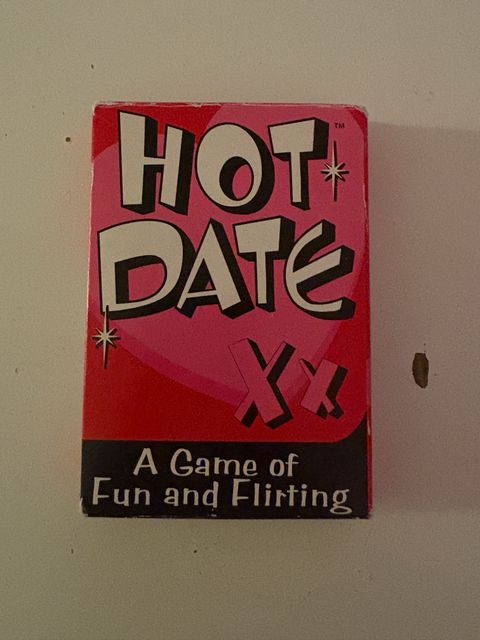 HOT™
DATE
Xx
A Game of
Fun and Flirting